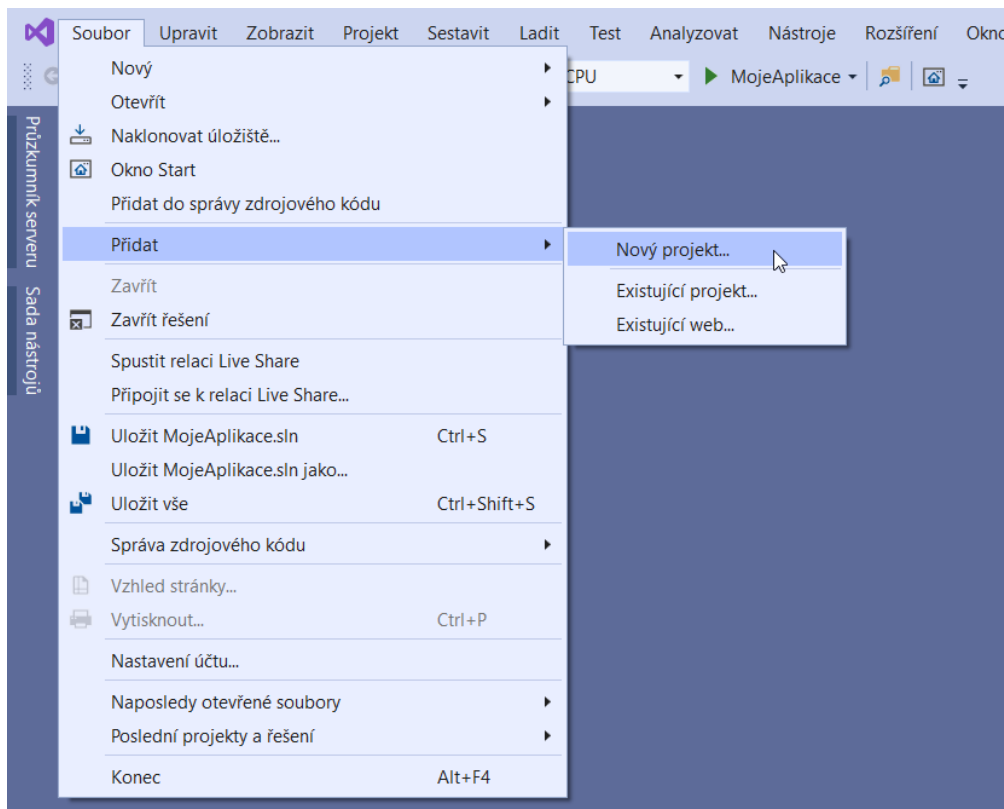 Soubor Upravit Zobrazit Projekt Sestavit Ladit Test Analyzovat Nástroje Rozšíření Okno
CPU MojeAplikace
Průzkumník serveru
Sada nástrojů
Nový
Otevřít
Naklonovat úložiště...
Okno Start
Přidat do správy zdrojového kódu
Přidat
Nový projekt...
Existující projekt...
Existující web...
Zavřít
Zavřít řešení
Spustit relaci Live Share
Připojit se k relaci Live Share...
Uložit MojeAplikace.sln Ctrl+S
Uložit MojeAplikace.sln jako...
Uložit vše Ctrl+Shift+S
Správa zdrojového kódu
Vzhled stránky...
Vytisknout... Ctrl+P
Nastavení účtu...
Naposledy otevřené soubory
Poslední projekty a řešení
Konec Alt+F4